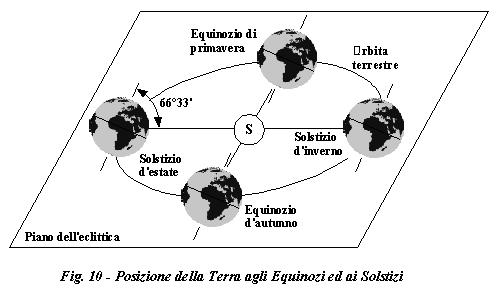 Equinozio di
primavera
Orbita
terrestre
66°33'
S
Solstizio
d'estate
Solstizio
d'inverno
Equinozio
d'autunno
Piano dell'eclittica
Fig. 10 - Posizione della Terra agli Equinozi ed ai Solstizi